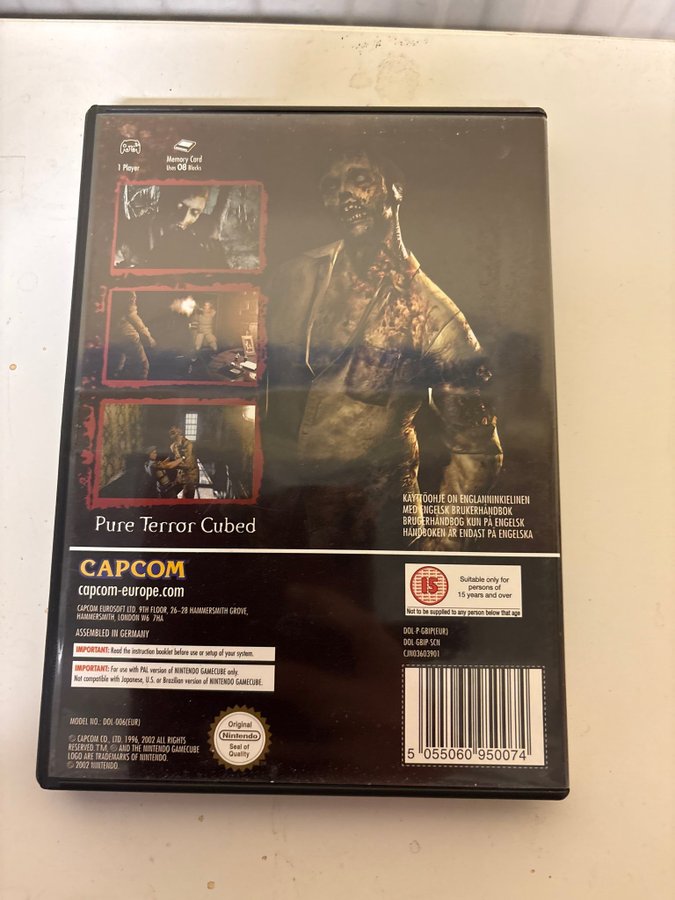 1 Player
Memory Card
Uses 08 Blocks
Pure Terror Cubed
KÄYTTÖOHJE ON ENGLANNINKIELINEN
MED ENGELSK BRUKERHÅNDBOK
BRUGERHÅNDBOG KUN PÅ ENGELSK
HANDBOKEN ÄR ENDAST PÅ ENGELSKA
CAPCOM
capcom-europe.com
CAPCOM EUROSOFT LTD. 9TH FLOOR, 26-28 HAMMERSMITH GROVE,
HAMMERSMITH, LONDON W6 7HA
ASSEMBLED IN GERMANY
IMPORTANT: Read the instruction booklet before use or setup of your system.
IMPORTANT: For use with PAL version of NINTENDO GAMECUBE only.
Not compatible with Japanese, U.S. or Brazilian version of NINTENDO GAMECUBE.
15
Suitable only for
persons of
15 years and over
Not to be supplied to any person below that age
DOL-P-GBIP(EUR)
DOL-GBIP-SCN
CJN03603901
5 055060 950074
MODEL NO.: DOL-006(EUR)
© CAPCOM CO., LTD. 1996, 2002 ALL RIGHTS
RESERVED. TM, ® AND THE NINTENDO GAMECUBE
LOGO ARE TRADEMARKS OF NINTENDO.
© 2002 NINTENDO.
Original
Nintendo
Seal of
Quality